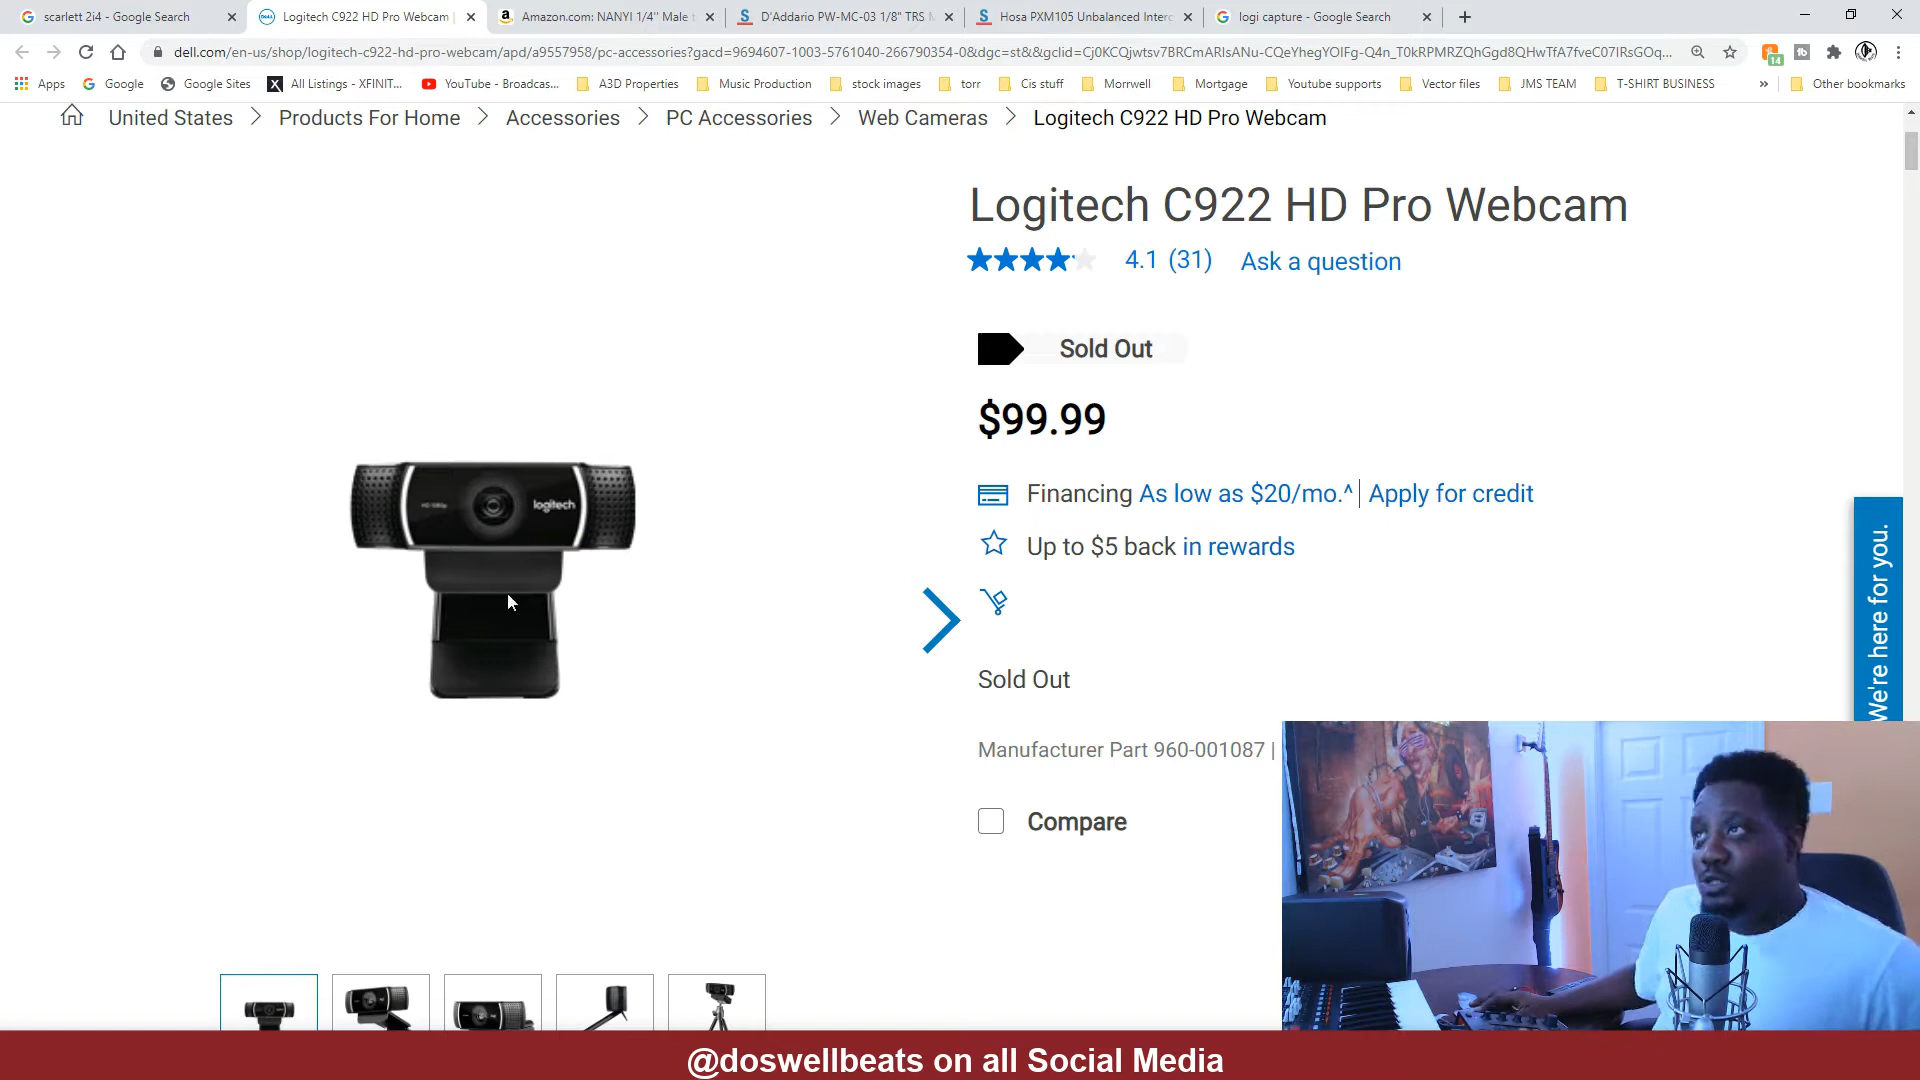 scarlett 2i4 - Google Search
Logitech C922 HD Pro Webcam |
Amazon.com: NANYI 1/4'' Male t
D'Addario PW-MC-03 1/8" TRS M
Hosa PXM105 Unbalanced Interc
logi capture - Google Search
dell.com/en-us/shop/logitech-c922-hd-pro-webcam/apd/a9557958/pc-accessories?gacd=9694607-1003-5761040-266790354-0&dgc=st&&gclid=Cj0KCQjwtsv7BRCmARIsANu-CQeYhegYOIFg-Q4n_T0kRPMRZQhGgd8QHwTfA7fveC07IRsGOq...
14
Apps
Google
Google Sites
All Listings - XFINIT...
YouTube - Broadcas...
A3D Properties
Music Production
stock images
torr
Cis stuff
Morrwell
Mortgage
Youtube supports
Vector files
JMS TEAM
T-SHIRT BUSINESS
Other bookmarks
United States > Products For Home > Accessories > PC Accessories > Web Cameras > Logitech C922 HD Pro Webcam
Logitech C922 HD Pro Webcam
4.1 (31) Ask a question
Sold Out
$99.99
Financing As low as $20/mo.^ | Apply for credit
Up to $5 back in rewards
logitech
Sold Out
We're here for you.
Manufacturer Part 960-001087 |
Compare
@doswellbeats on all Social Media